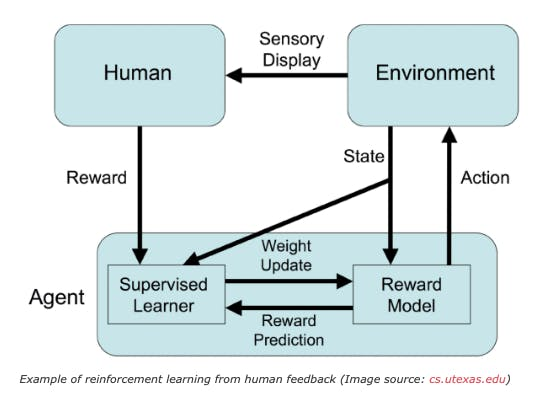 Sensory
Display
Human
Environment
State
Reward
Action
Weight
Update
Agent
Supervised
Learner
Reward
Model
Reward
Prediction
Example of reinforcement learning from human feedback (Image source: cs.utexas.edu)